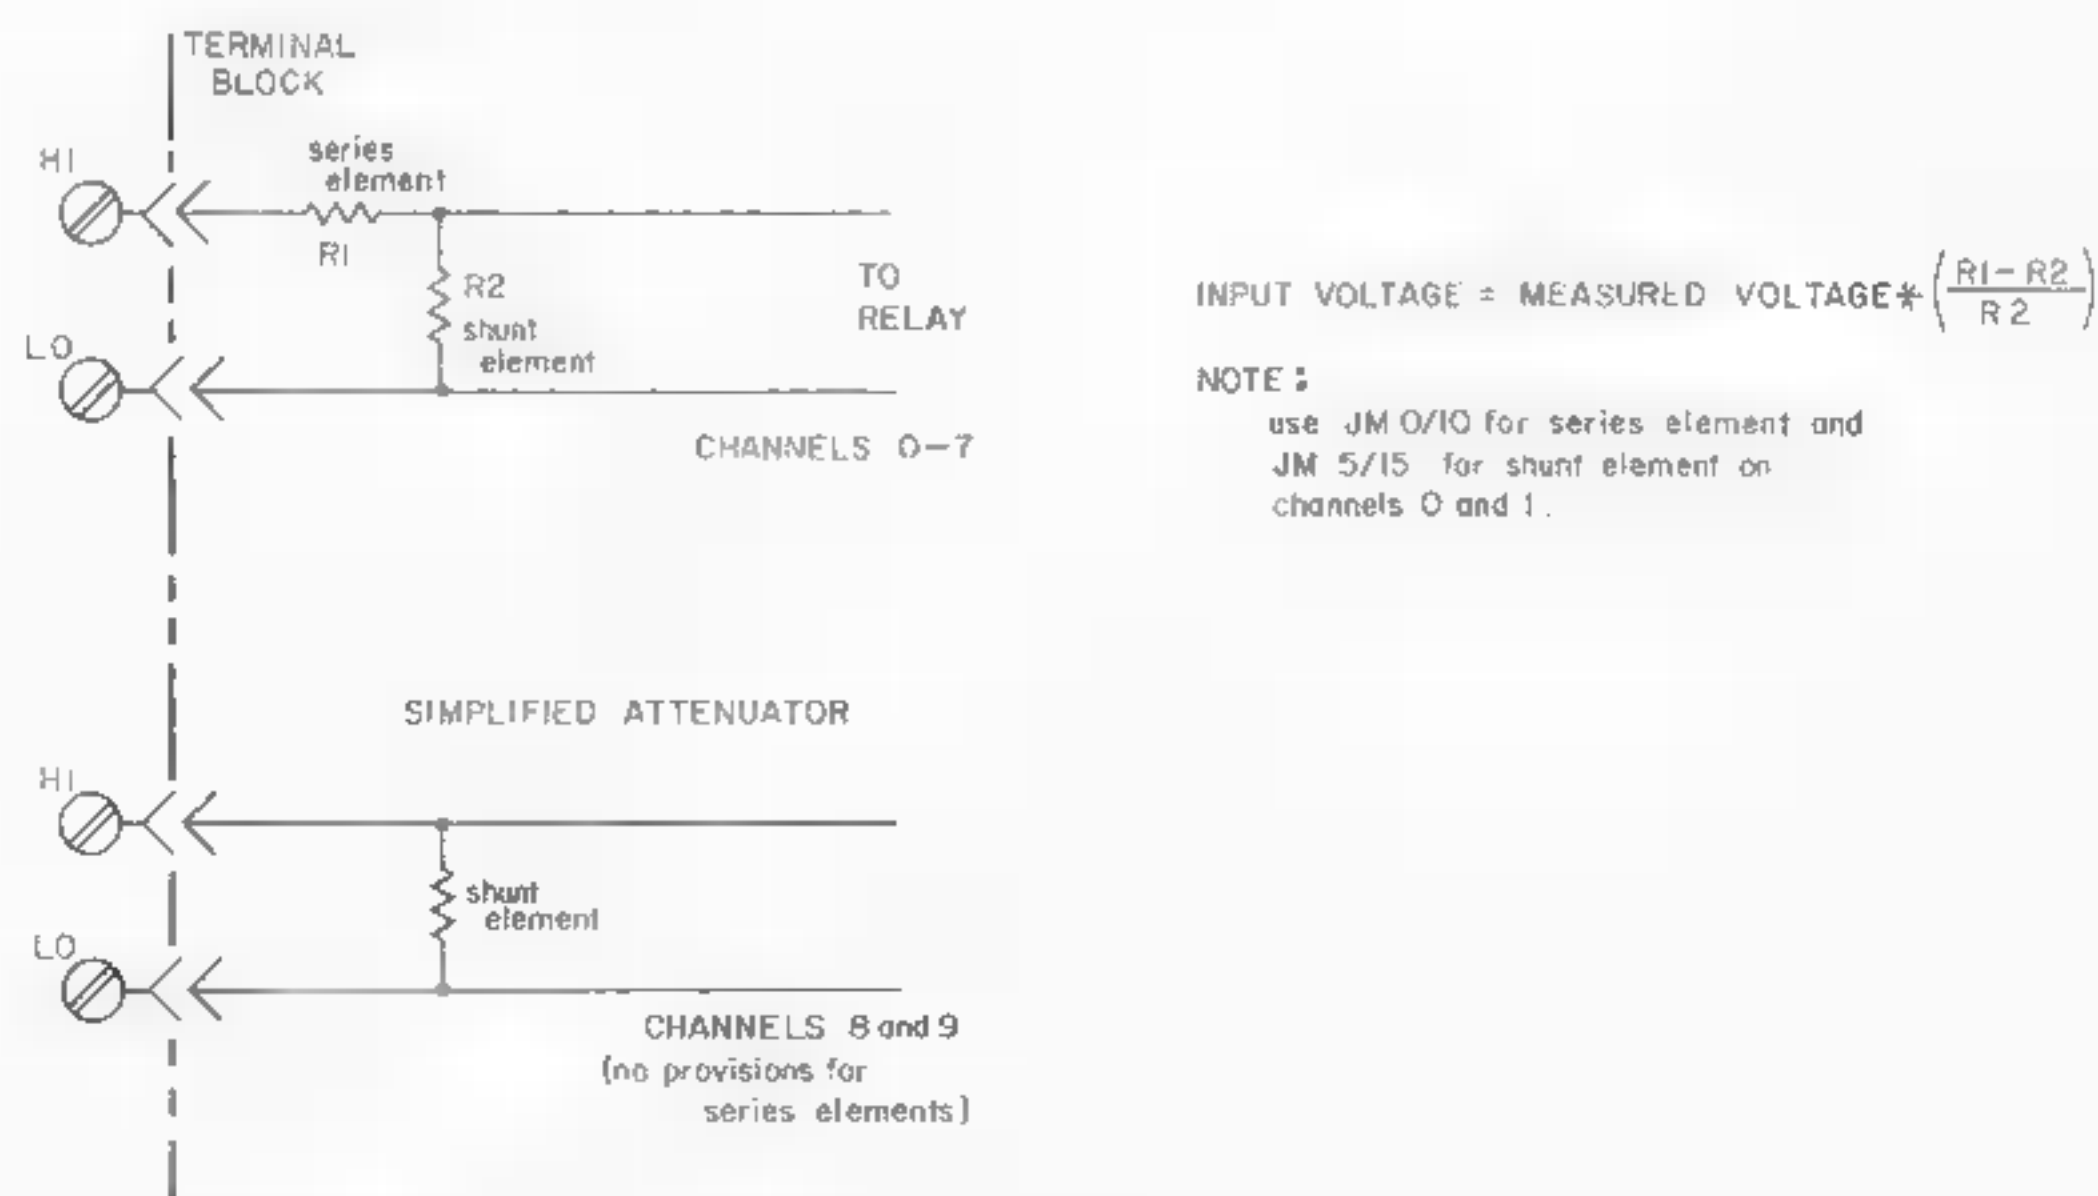 TERMINAL
BLOCK
HI
series
element
R1
R2
shunt
element
LO
TO
RELAY
CHANNELS 0-7
INPUT VOLTAGE = MEASURED VOLTAGE*(R1-R2
R2)
NOTE:
use JM 0/10 for series element and
JM 5/15 for shunt element on
channels 0 and 1.
SIMPLIFIED ATTENUATOR
HI
shunt
element
LO
CHANNELS 8 and 9
(no provisions for
series elements)